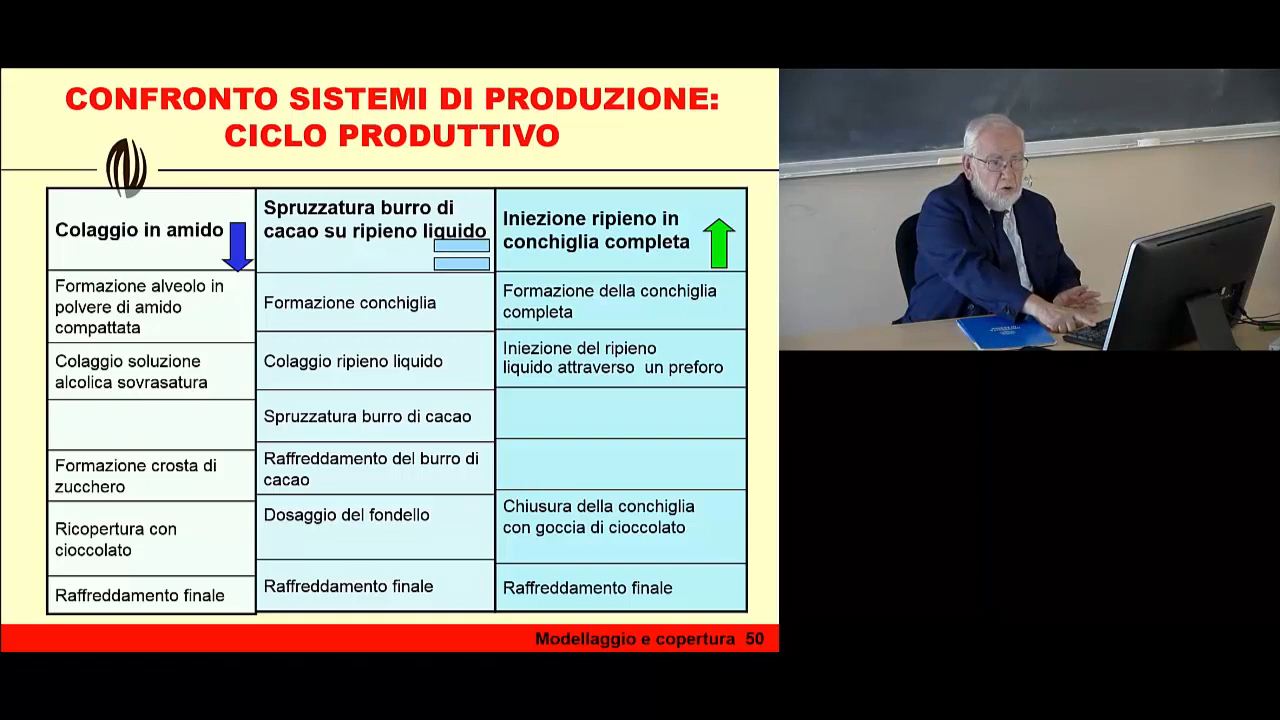 CONFRONTO SISTEMI DI PRODUZIONE:
CICLO PRODUTTIVO
Colaggio in amido
Spruzzatura burro di
cacao su ripieno liquido
Iniezione ripieno in
conchiglia completa
Formazione alveolo in
polvere di amido
compattata
Formazione conchiglia
Formazione della conchiglia
completa
Colaggio soluzione
alcolica sovrasatura
Colaggio ripieno liquido
Iniezione del ripieno
liquido attraverso un preforo
Spruzzatura burro di cacao
Formazione crosta di
zucchero
Raffreddamento del burro di
cacao
Ricopertura con
cioccolato
Dosaggio del fondello
Chiusura della conchiglia
con goccia di cioccolato
Raffreddamento finale
Raffreddamento finale
Raffreddamento finale
Modellaggio e copertura 50